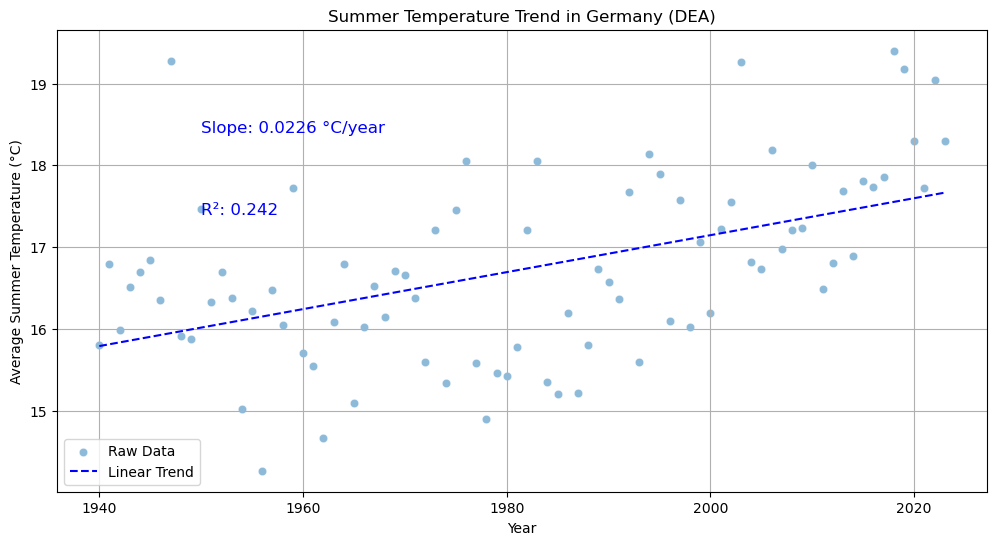 Summer Temperature Trend in Germany (DEA)
Average Summer Temperature (°C)
19
18
17
16
15
Slope: 0.0226 °C/year
R²: 0.242
Raw Data
Linear Trend
1940 1960 1980 2000 2020
Year